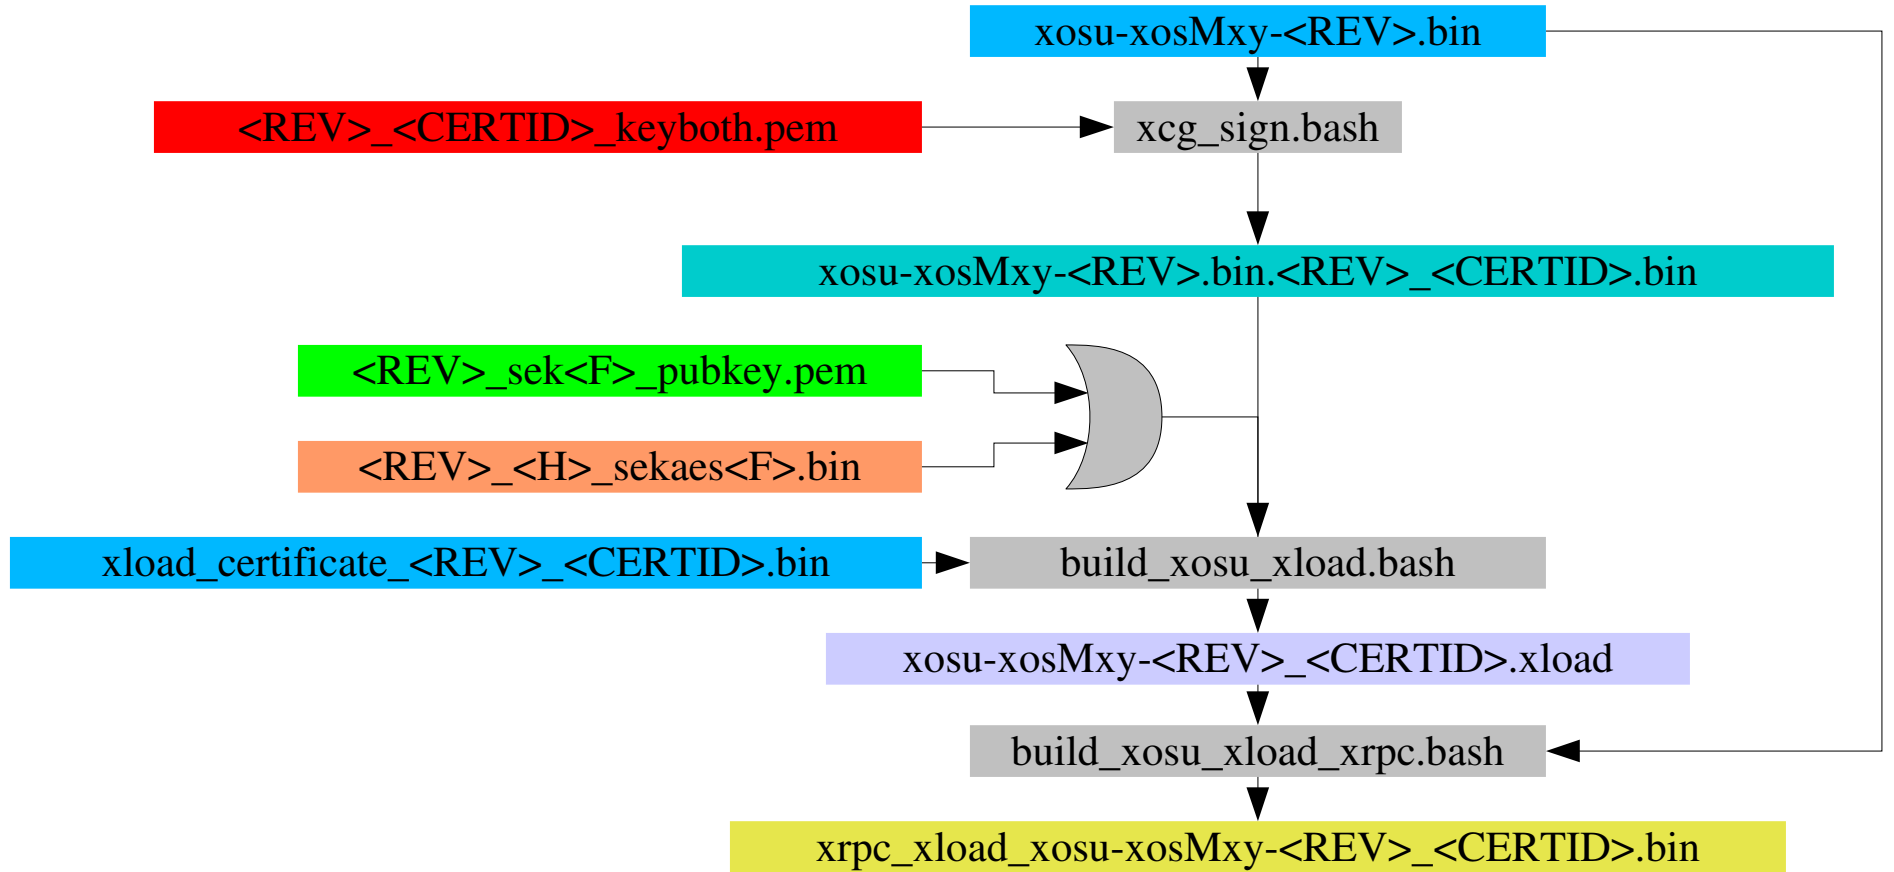 xosu-xosMxy-<REV>.bin
<REV>_<CERTID>_keyboth.pem
xcg_sign.bash
xosu-xosMxy-<REV>.bin.<REV>_<CERTID>.bin
<REV>_sek<F>_pubkey.pem
<REV>_<H>_sekaes<F>.bin
xload_certificate_<REV>_<CERTID>.bin
build_xosu_xload.bash
xosu-xosMxy-<REV>_<CERTID>.xload
build_xosu_xload_xrpc.bash
xrpc_xload_xosu-xosMxy-<REV>_<CERTID>.bin